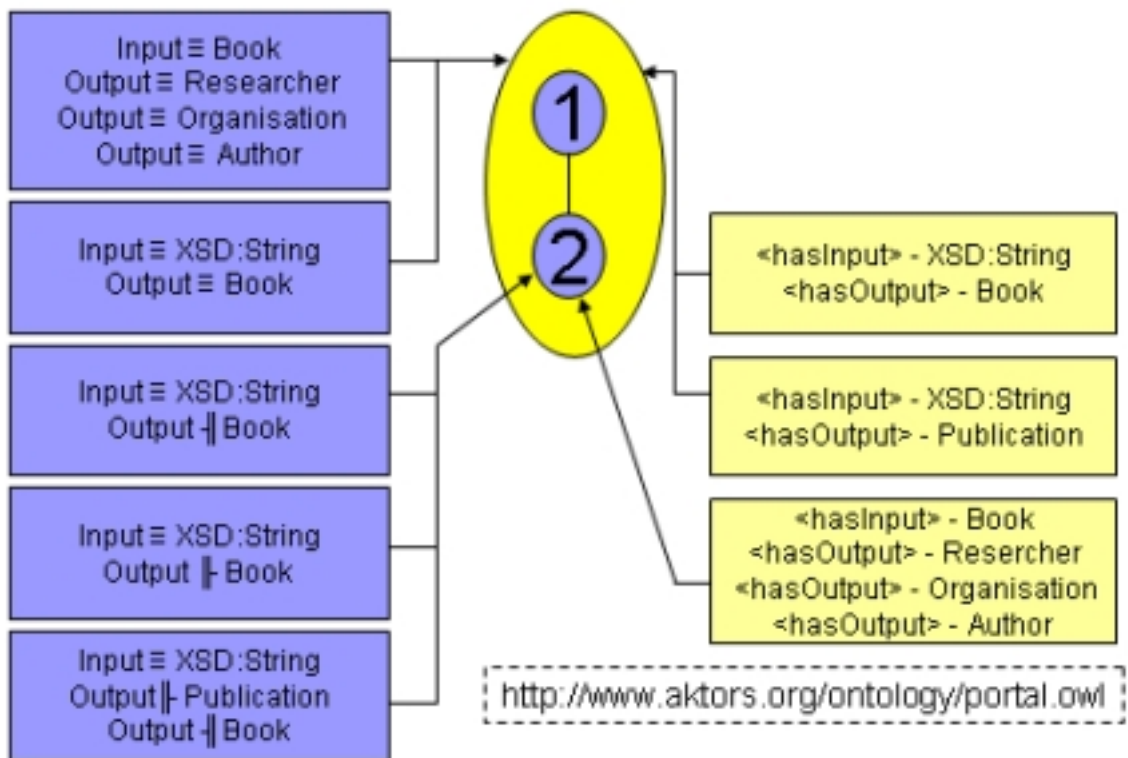 Input ≡ Book
Output ≡ Researcher
Output ≡ Organisation
Output ≡ Author
Input ≡ XSD:String
Output ≡ Book
Input ≡ XSD:String
Output ⫣ Book
Input ≡ XSD:String
Output ⊩ Book
Input ≡ XSD:String
Output ⊩ Publication
Output ⫣ Book
1
2
<hasInput> - XSD:String
<hasOutput> - Book
<hasInput> - XSD:String
<hasOutput> - Publication
<hasInput> - Book
<hasOutput> - Resercher
<hasOutput> - Organisation
<hasOutput> - Author
http://www.aktors.org/ontology/portal.owl